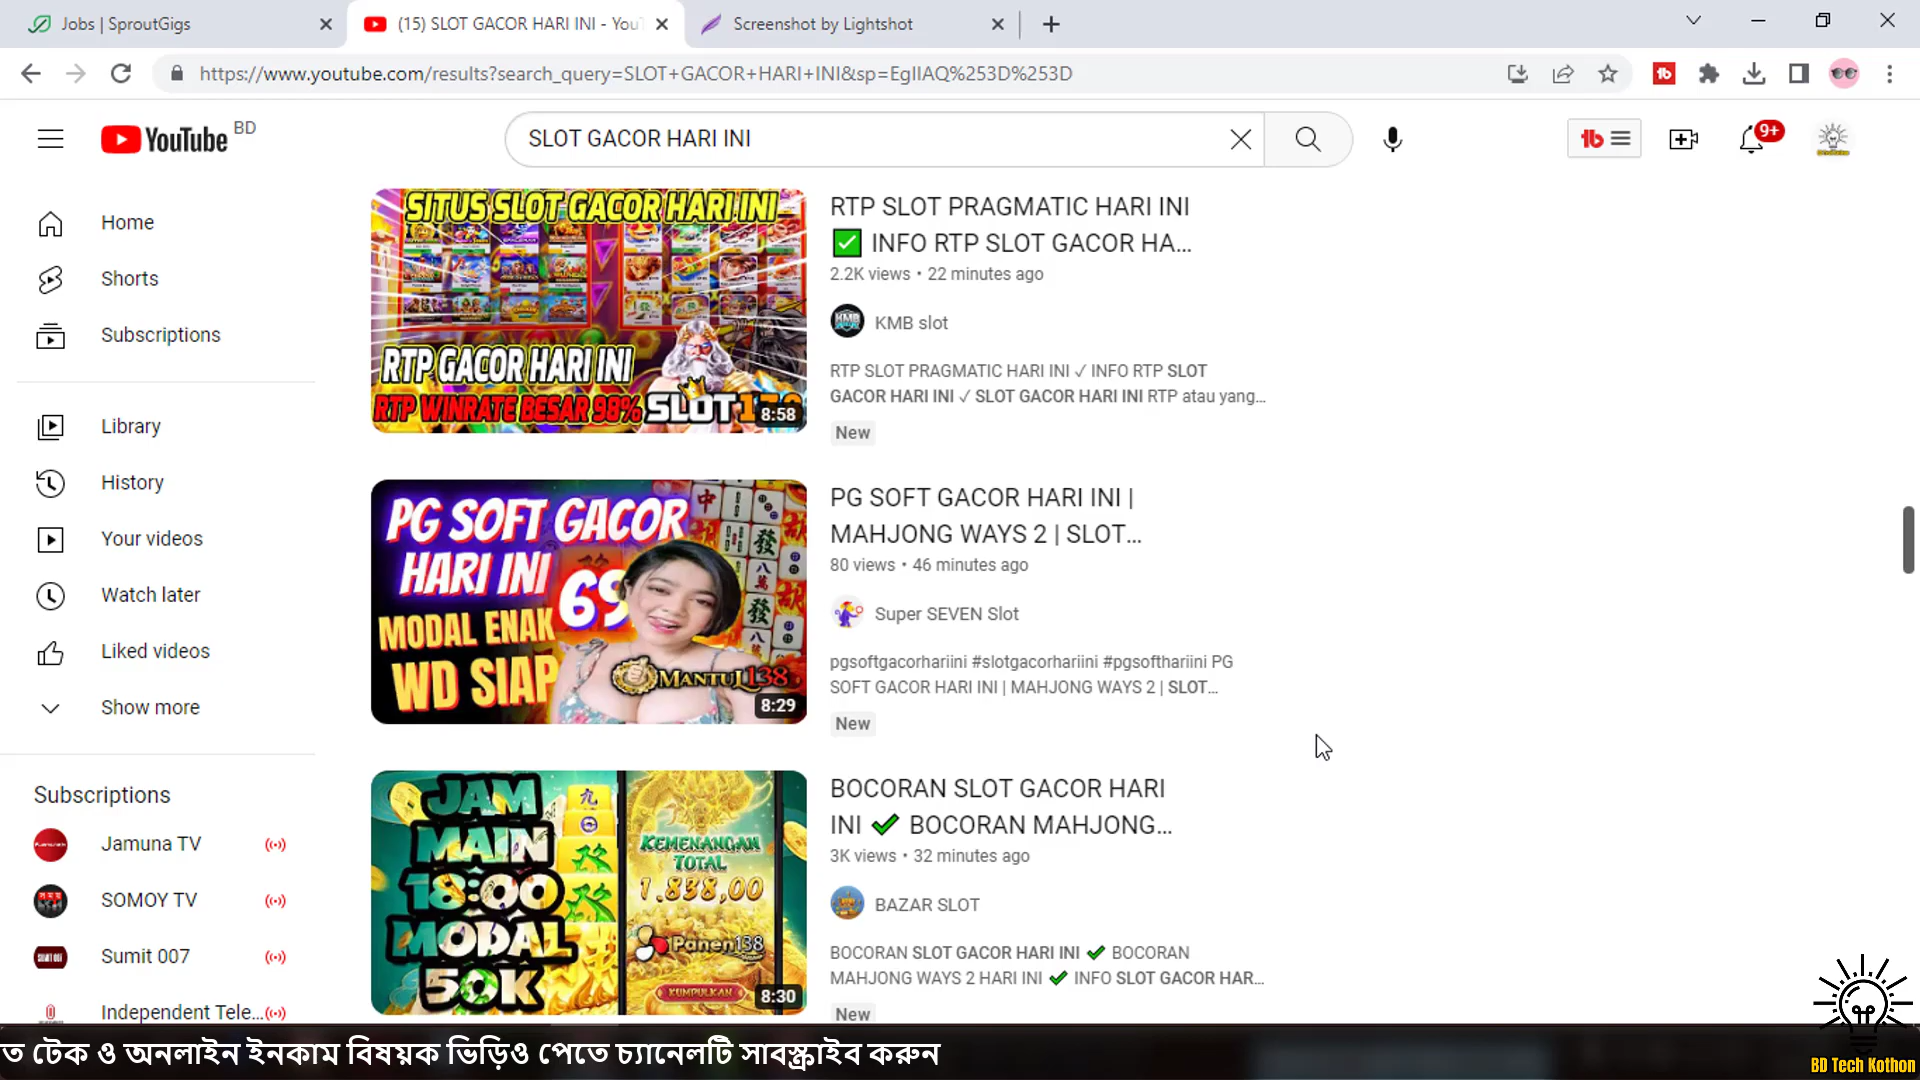 Jobs | SproutGigs
(15) SLOT GACOR HARI INI - YouT
Screenshot by Lightshot
https://www.youtube.com/results?search_query=SLOT+GACOR+HARI+INI&sp=EgIIAQ%253D%253D
YouTube BD
SLOT GACOR HARI INI
9+
Home
Shorts
Subscriptions
Library
History
Your videos
Watch later
Liked videos
Show more
Subscriptions
Jamuna TV
SOMOY TV
Sumit 007
Independent Tele...
SITUS SLOT GACOR HARI INI
RTP GACOR HARI INI
RTP WINRATE BESAR 98%
8:58
RTP SLOT PRAGMATIC HARI INI
✅ INFO RTP SLOT GACOR HA...
2.2K views • 22 minutes ago
KMB slot
RTP SLOT PRAGMATIC HARI INI ✓ INFO RTP SLOT
GACOR HARI INI ✓ SLOT GACOR HARI INI RTP atau yang...
New
PG SOFT GACOR
HARI INI 69
MODAL ENAK
WD SIAP
MANTUL138
8:29
PG SOFT GACOR HARI INI |
MAHJONG WAYS 2 | SLOT...
80 views • 46 minutes ago
Super SEVEN Slot
pgsoftgacorhariini #slotgacorhariini #pgsofthariini PG
SOFT GACOR HARI INI | MAHJONG WAYS 2 | SLOT...
New
JAM
MAIN
18:00
MODAL
50K
KEMENANGAN
TOTAL
1.838,00
Panen138
KUMPULKAN
8:30
BOCORAN SLOT GACOR HARI
INI ✔ BOCORAN MAHJONG...
3K views • 32 minutes ago
BAZAR SLOT
BOCORAN SLOT GACOR HARI INI ✔ BOCORAN
MAHJONG WAYS 2 HARI INI ✔ INFO SLOT GACOR HAR...
New
ত টেক ও অনলাইন ইনকাম বিষয়ক ভিড়িও পেতে চ্যানেলটি সাবস্ক্রাইব করুন
BD Tech Kothon